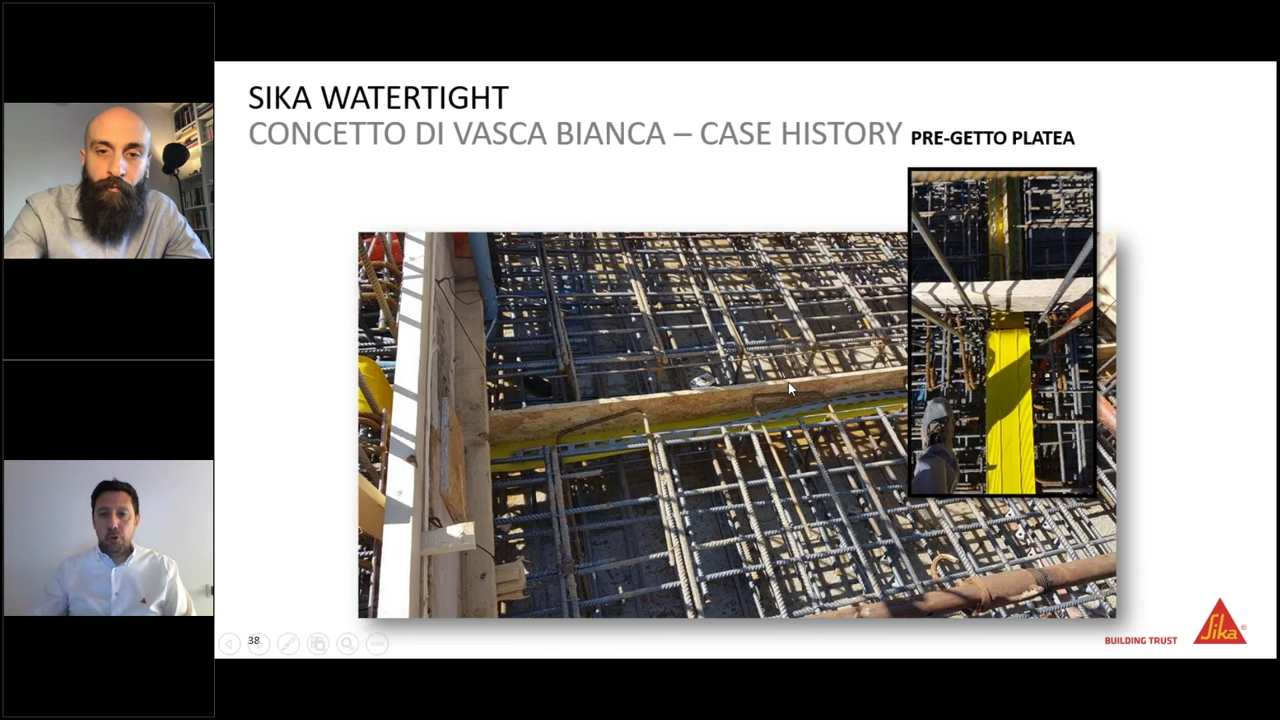 SIKA WATERTIGHT
CONCETTO DI VASCA BIANCA – CASE HISTORY PRE-GETTO PLATEA
38
BUILDING TRUST
Sika®